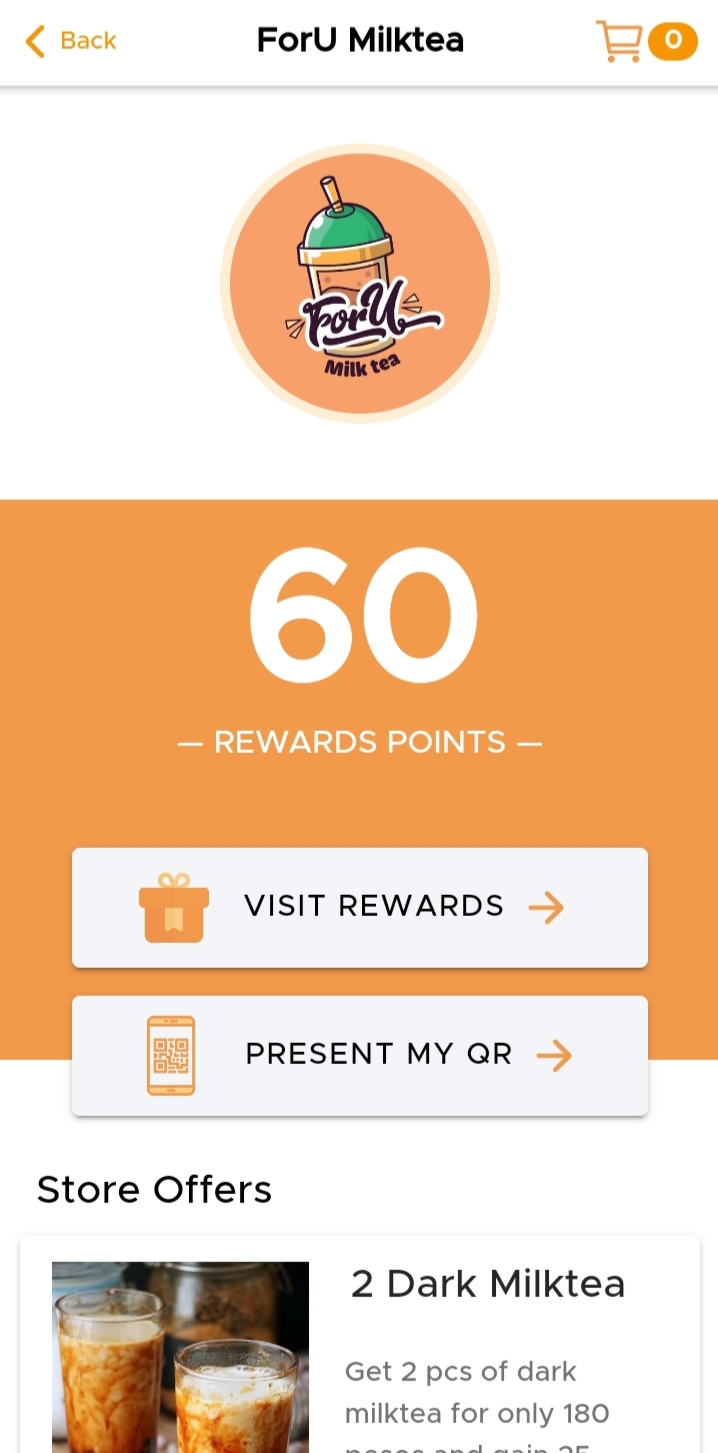 Back
ForU Milktea
0
ForU
Milk tea
60
— REWARDS POINTS —
VISIT REWARDS
PRESENT MY QR
Store Offers
2 Dark Milktea
Get 2 pcs of dark
milktea for only 180